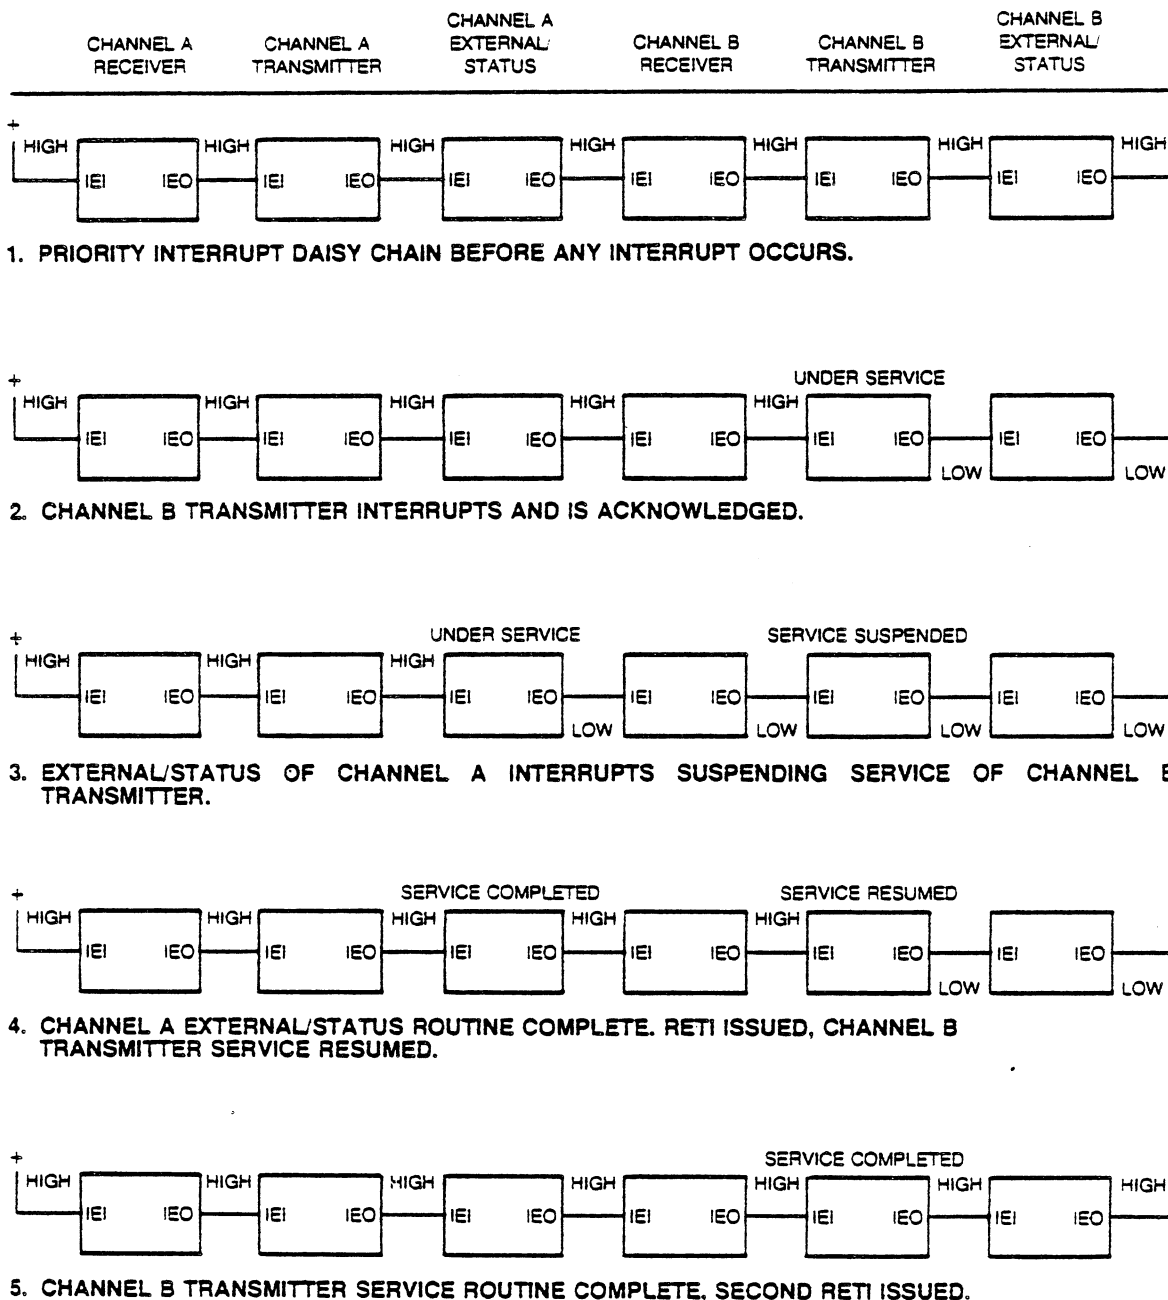 CHANNEL A RECEIVER
CHANNEL A TRANSMITTER
CHANNEL A EXTERNAL/ STATUS
CHANNEL B RECEIVER
CHANNEL B TRANSMITTER
CHANNEL B EXTERNAL/ STATUS
+
HIGH HIGH HIGH HIGH HIGH HIGH HIGH
IEI IEO IEI IEO IEI IEO IEI IEO IEI IEO IEI IEO
1. PRIORITY INTERRUPT DAISY CHAIN BEFORE ANY INTERRUPT OCCURS.
UNDER SERVICE
+
HIGH HIGH HIGH HIGH HIGH
IEI IEO IEI IEO IEI IEO IEI IEO IEI IEO IEI IEO
LOW LOW
2. CHANNEL B TRANSMITTER INTERRUPTS AND IS ACKNOWLEDGED.
UNDER SERVICE SERVICE SUSPENDED
+
HIGH HIGH HIGH
IEI IEO IEI IEO IEI IEO IEI IEO IEI IEO IEI IEO
LOW LOW LOW LOW
3. EXTERNAL/STATUS OF CHANNEL A INTERRUPTS SUSPENDING SERVICE OF CHANNEL B
TRANSMITTER.
SERVICE COMPLETED SERVICE RESUMED
+
HIGH HIGH HIGH HIGH HIGH
IEI IEO IEI IEO IEI IEO IEI IEO IEI IEO IEI IEO
LOW LOW
4. CHANNEL A EXTERNAL/STATUS ROUTINE COMPLETE. RETI ISSUED, CHANNEL B
TRANSMITTER SERVICE RESUMED.
SERVICE COMPLETED
+
HIGH HIGH HIGH HIGH HIGH HIGH HIGH
IEI IEO IEI IEO IEI IEO IEI IEO IEI IEO IEI IEO
5. CHANNEL B TRANSMITTER SERVICE ROUTINE COMPLETE. SECOND RETI ISSUED.